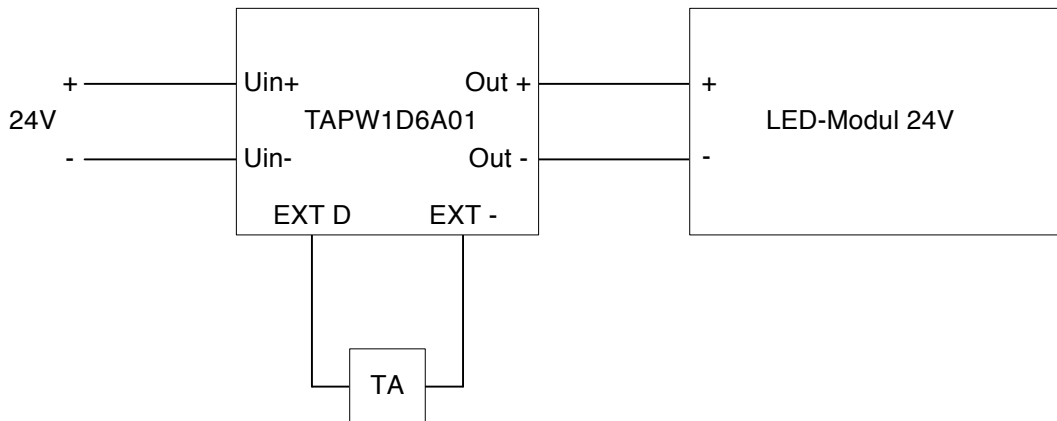 + Uin+ Out + +
24V TAPW1D6A01 LED-Modul 24V
- Uin- Out - -
EXT D EXT -
TA